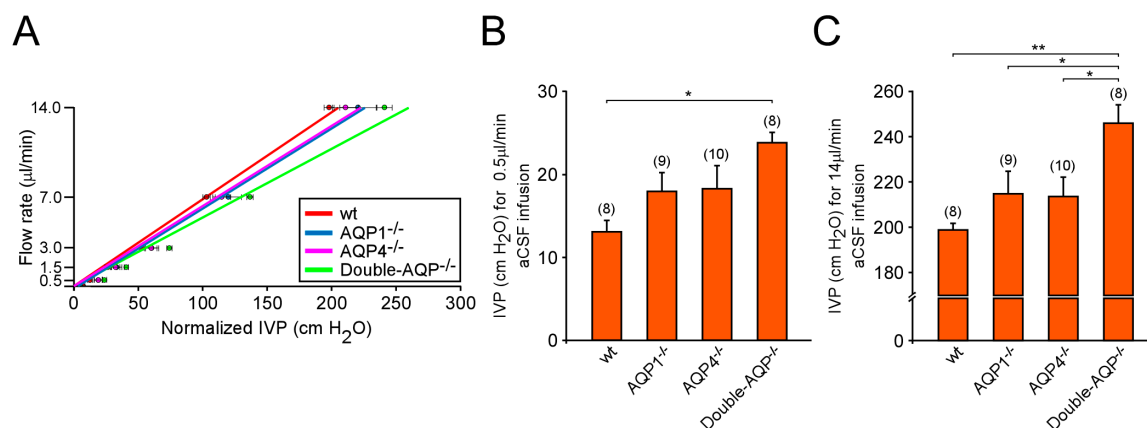 A
Flow rate (µl/min)
14.0
7.0
3.0
1.5
0.5
0
50
100
150
200
250
300
Normalized IVP (cm H₂O)
wt
AQP1⁻/⁻
AQP4⁻/⁻
Double-AQP⁻/⁻
B
IVP (cm H₂O) for 0.5µl/min
aCSF infusion
30
20
10
0
*
(8)
(9)
(10)
(8)
wt
AQP1-/-
AQP4-/-
Double-AQP-/-
C
IVP (cm H₂O) for 14µl/min
aCSF infusion
260
240
220
200
180
0
**
*
*
(8)
(9)
(10)
(8)
wt
AQP1-/-
AQP4-/-
Double-AQP-/-